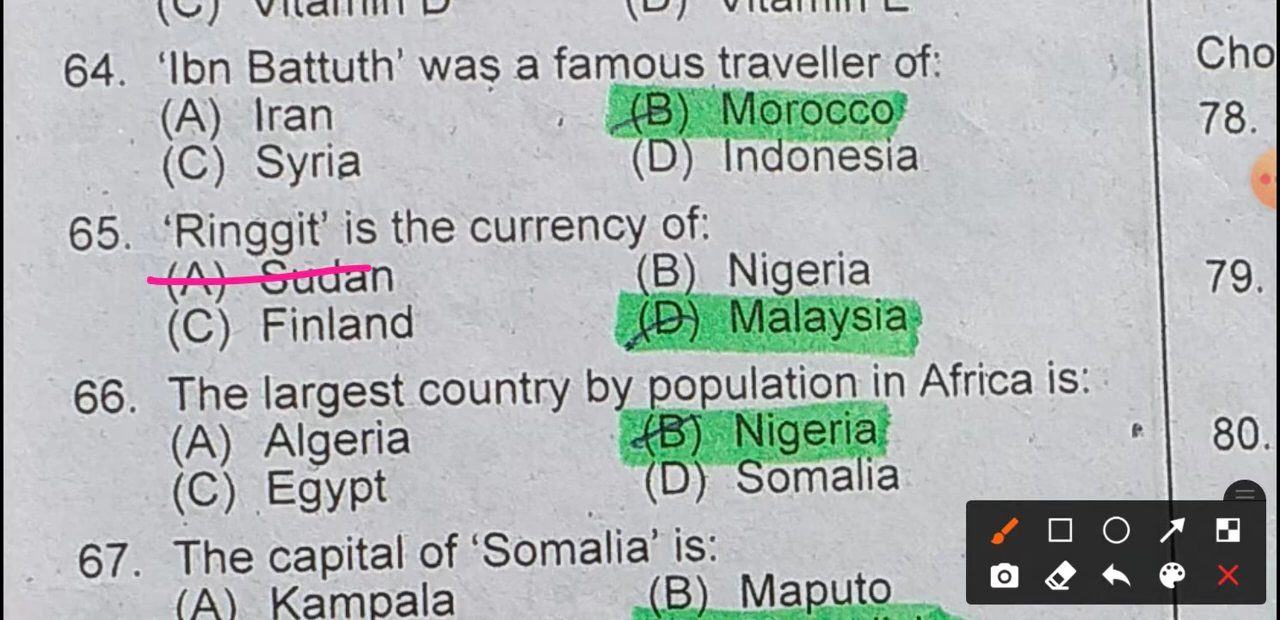 (C) Vitamin D (D) Vitamin E
64. 'Ibn Battuth' was a famous traveller of:
(A) Iran (B) Morocco
(C) Syria (D) Indonesia
65. 'Ringgit' is the currency of:
(A) Sudan (B) Nigeria
(C) Finland (D) Malaysia
66. The largest country by population in Africa is:
(A) Algeria (B) Nigeria
(C) Egypt (D) Somalia
67. The capital of 'Somalia' is:
(A) Kampala (B) Maputo
Cho
78.
79.
80.